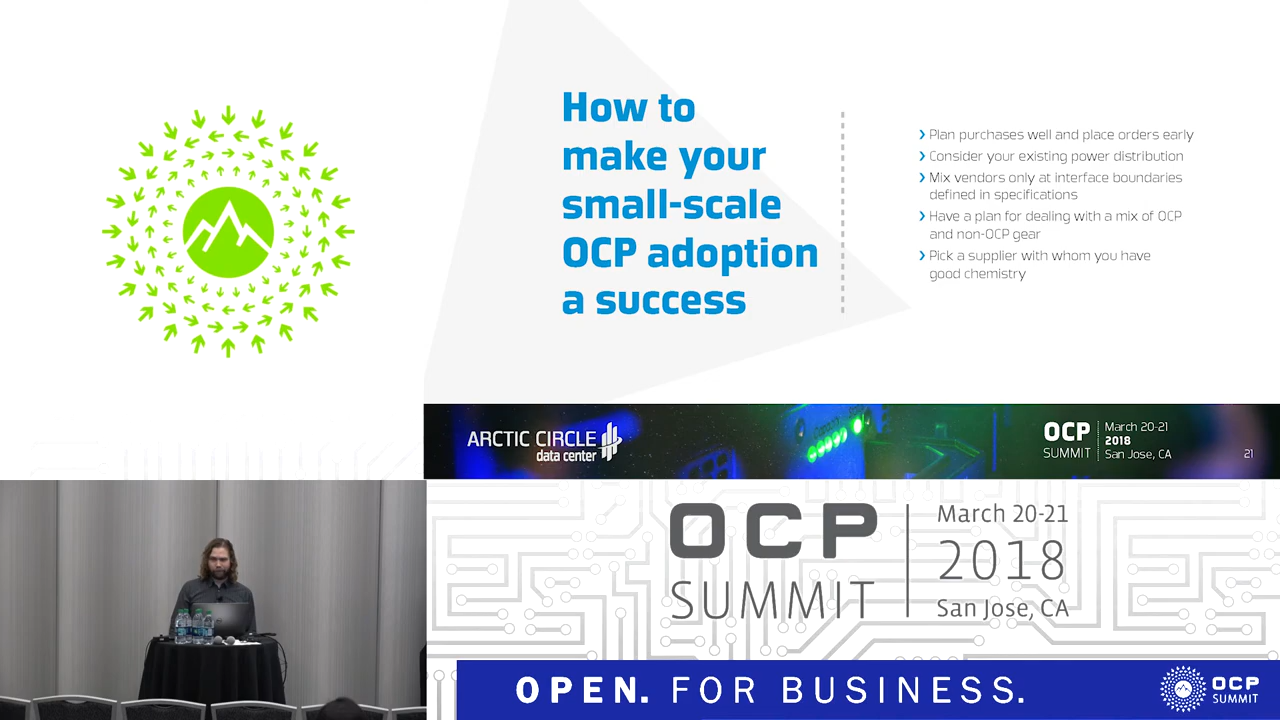 How to
make your
small-scale
OCP adoption
a success
Plan purchases well and place orders early
Consider your existing power distribution
Mix vendors only at interface boundaries
defined in specifications
Have a plan for dealing with a mix of OCP
and non-OCP gear
Pick a supplier with whom you have
good chemistry
ARCTIC CIRCLE
data center
OCP
SUMMIT
March 20-21
2018
San Jose, CA
21
OCP
SUMMIT
March 20-21
2018
San Jose, CA
OPEN. FOR BUSINESS.
OCP
SUMMIT